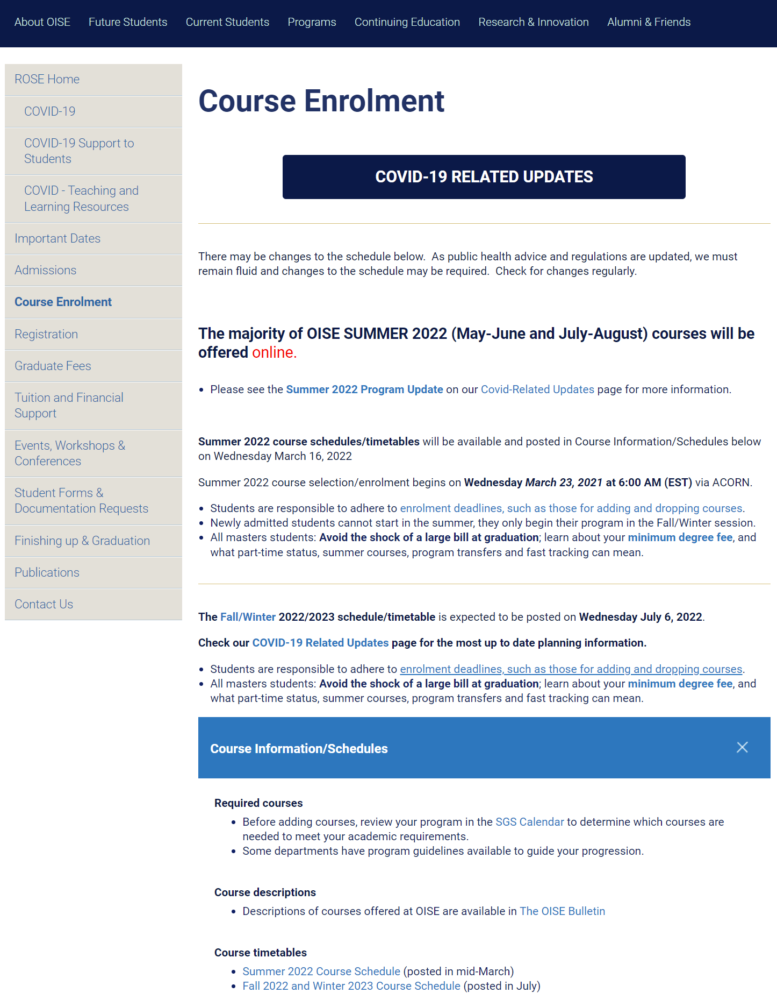 About OISE Future Students Current Students Programs Continuing Education Research & Innovation Alumni & Friends
ROSE Home
COVID-19
COVID-19 Support to
Students
COVID - Teaching and
Learning Resources
Important Dates
Admissions
Course Enrolment
Registration
Graduate Fees
Tuition and Financial
Support
Events, Workshops &
Conferences
Student Forms &
Documentation Requests
Finishing up & Graduation
Publications
Contact Us
Course Enrolment
COVID-19 RELATED UPDATES
There may be changes to the schedule below.  As public health advice and regulations are updated, we must
remain fluid and changes to the schedule may be required.  Check for changes regularly.
The majority of OISE SUMMER 2022 (May-June and July-August) courses will be
offered online.
• Please see the Summer 2022 Program Update on our Covid-Related Updates page for more information.
Summer 2022 course schedules/timetables will be available and posted in Course Information/Schedules below
on Wednesday March 16, 2022
Summer 2022 course selection/enrolment begins on Wednesday March 23, 2021 at 6:00 AM (EST) via ACORN.
• Students are responsible to adhere to enrolment deadlines, such as those for adding and dropping courses.
• Newly admitted students cannot start in the summer, they only begin their program in the Fall/Winter session.
• All masters students: Avoid the shock of a large bill at graduation; learn about your minimum degree fee, and
what part-time status, summer courses, program transfers and fast tracking can mean.
The Fall/Winter 2022/2023 schedule/timetable is expected to be posted on Wednesday July 6, 2022.
Check our COVID-19 Related Updates page for the most up to date planning information.
• Students are responsible to adhere to enrolment deadlines, such as those for adding and dropping courses.
• All masters students: Avoid the shock of a large bill at graduation; learn about your minimum degree fee, and
what part-time status, summer courses, program transfers and fast tracking can mean.
Course Information/Schedules
Required courses
• Before adding courses, review your program in the SGS Calendar to determine which courses are
needed to meet your academic requirements.
• Some departments have program guidelines available to guide your progression.
Course descriptions
• Descriptions of courses offered at OISE are available in The OISE Bulletin
Course timetables
• Summer 2022 Course Schedule (posted in mid-March)
• Fall 2022 and Winter 2023 Course Schedule (posted in July)